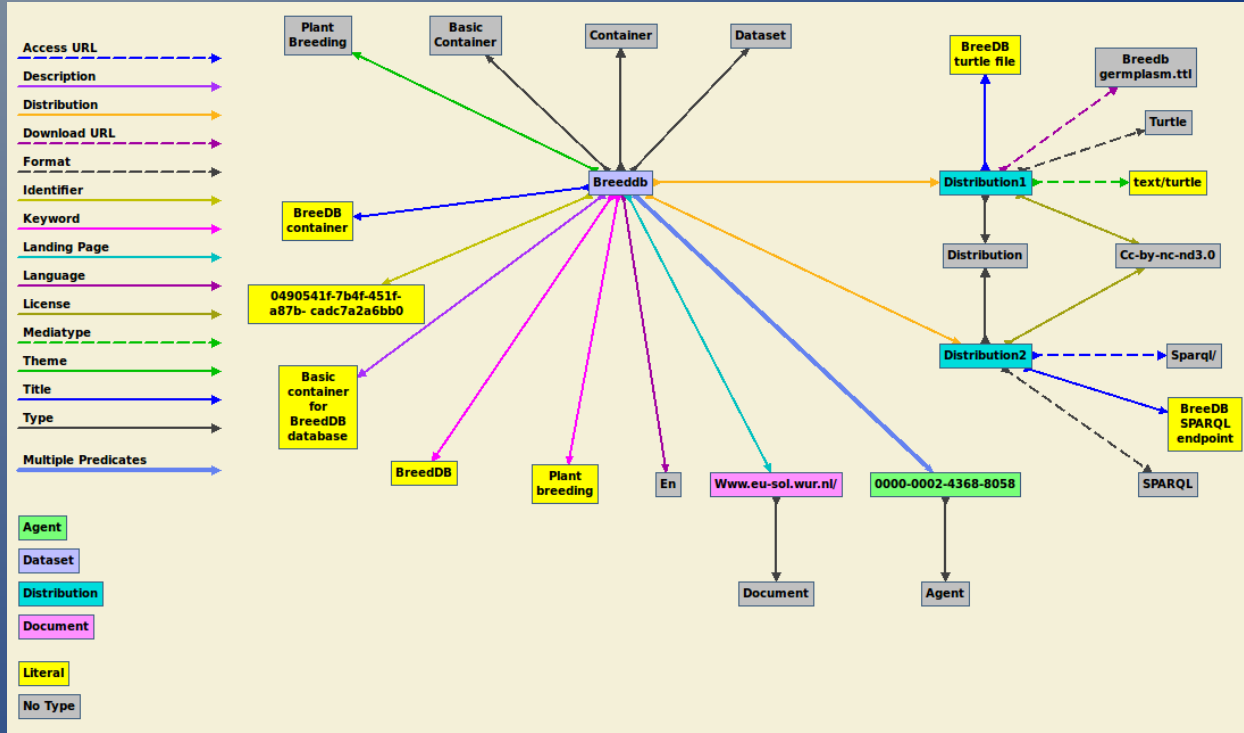 Access URL
Description
Distribution
Download URL
Format
Identifier
Keyword
Landing Page
Language
License
Mediatype
Theme
Title
Type
Multiple Predicates
Agent
Dataset
Distribution
Document
Literal
No Type
Plant
Breeding
Basic
Container
Container
Dataset
Breeddb
BreeDB
container
0490541f-7b4f-451f-
a87b- cadc7a2a6bb0
Basic
container
for
BreedDB
database
BreedDB
Plant
breeding
En
Www.eu-sol.wur.nl/
0000-0002-4368-8058
Document
Agent
BreeDB
turtle file
Breedb
germplasm.ttl
Turtle
Distribution1
text/turtle
Distribution
Cc-by-nc-nd3.0
Distribution2
Sparql/
BreeDB
SPARQL
endpoint
SPARQL